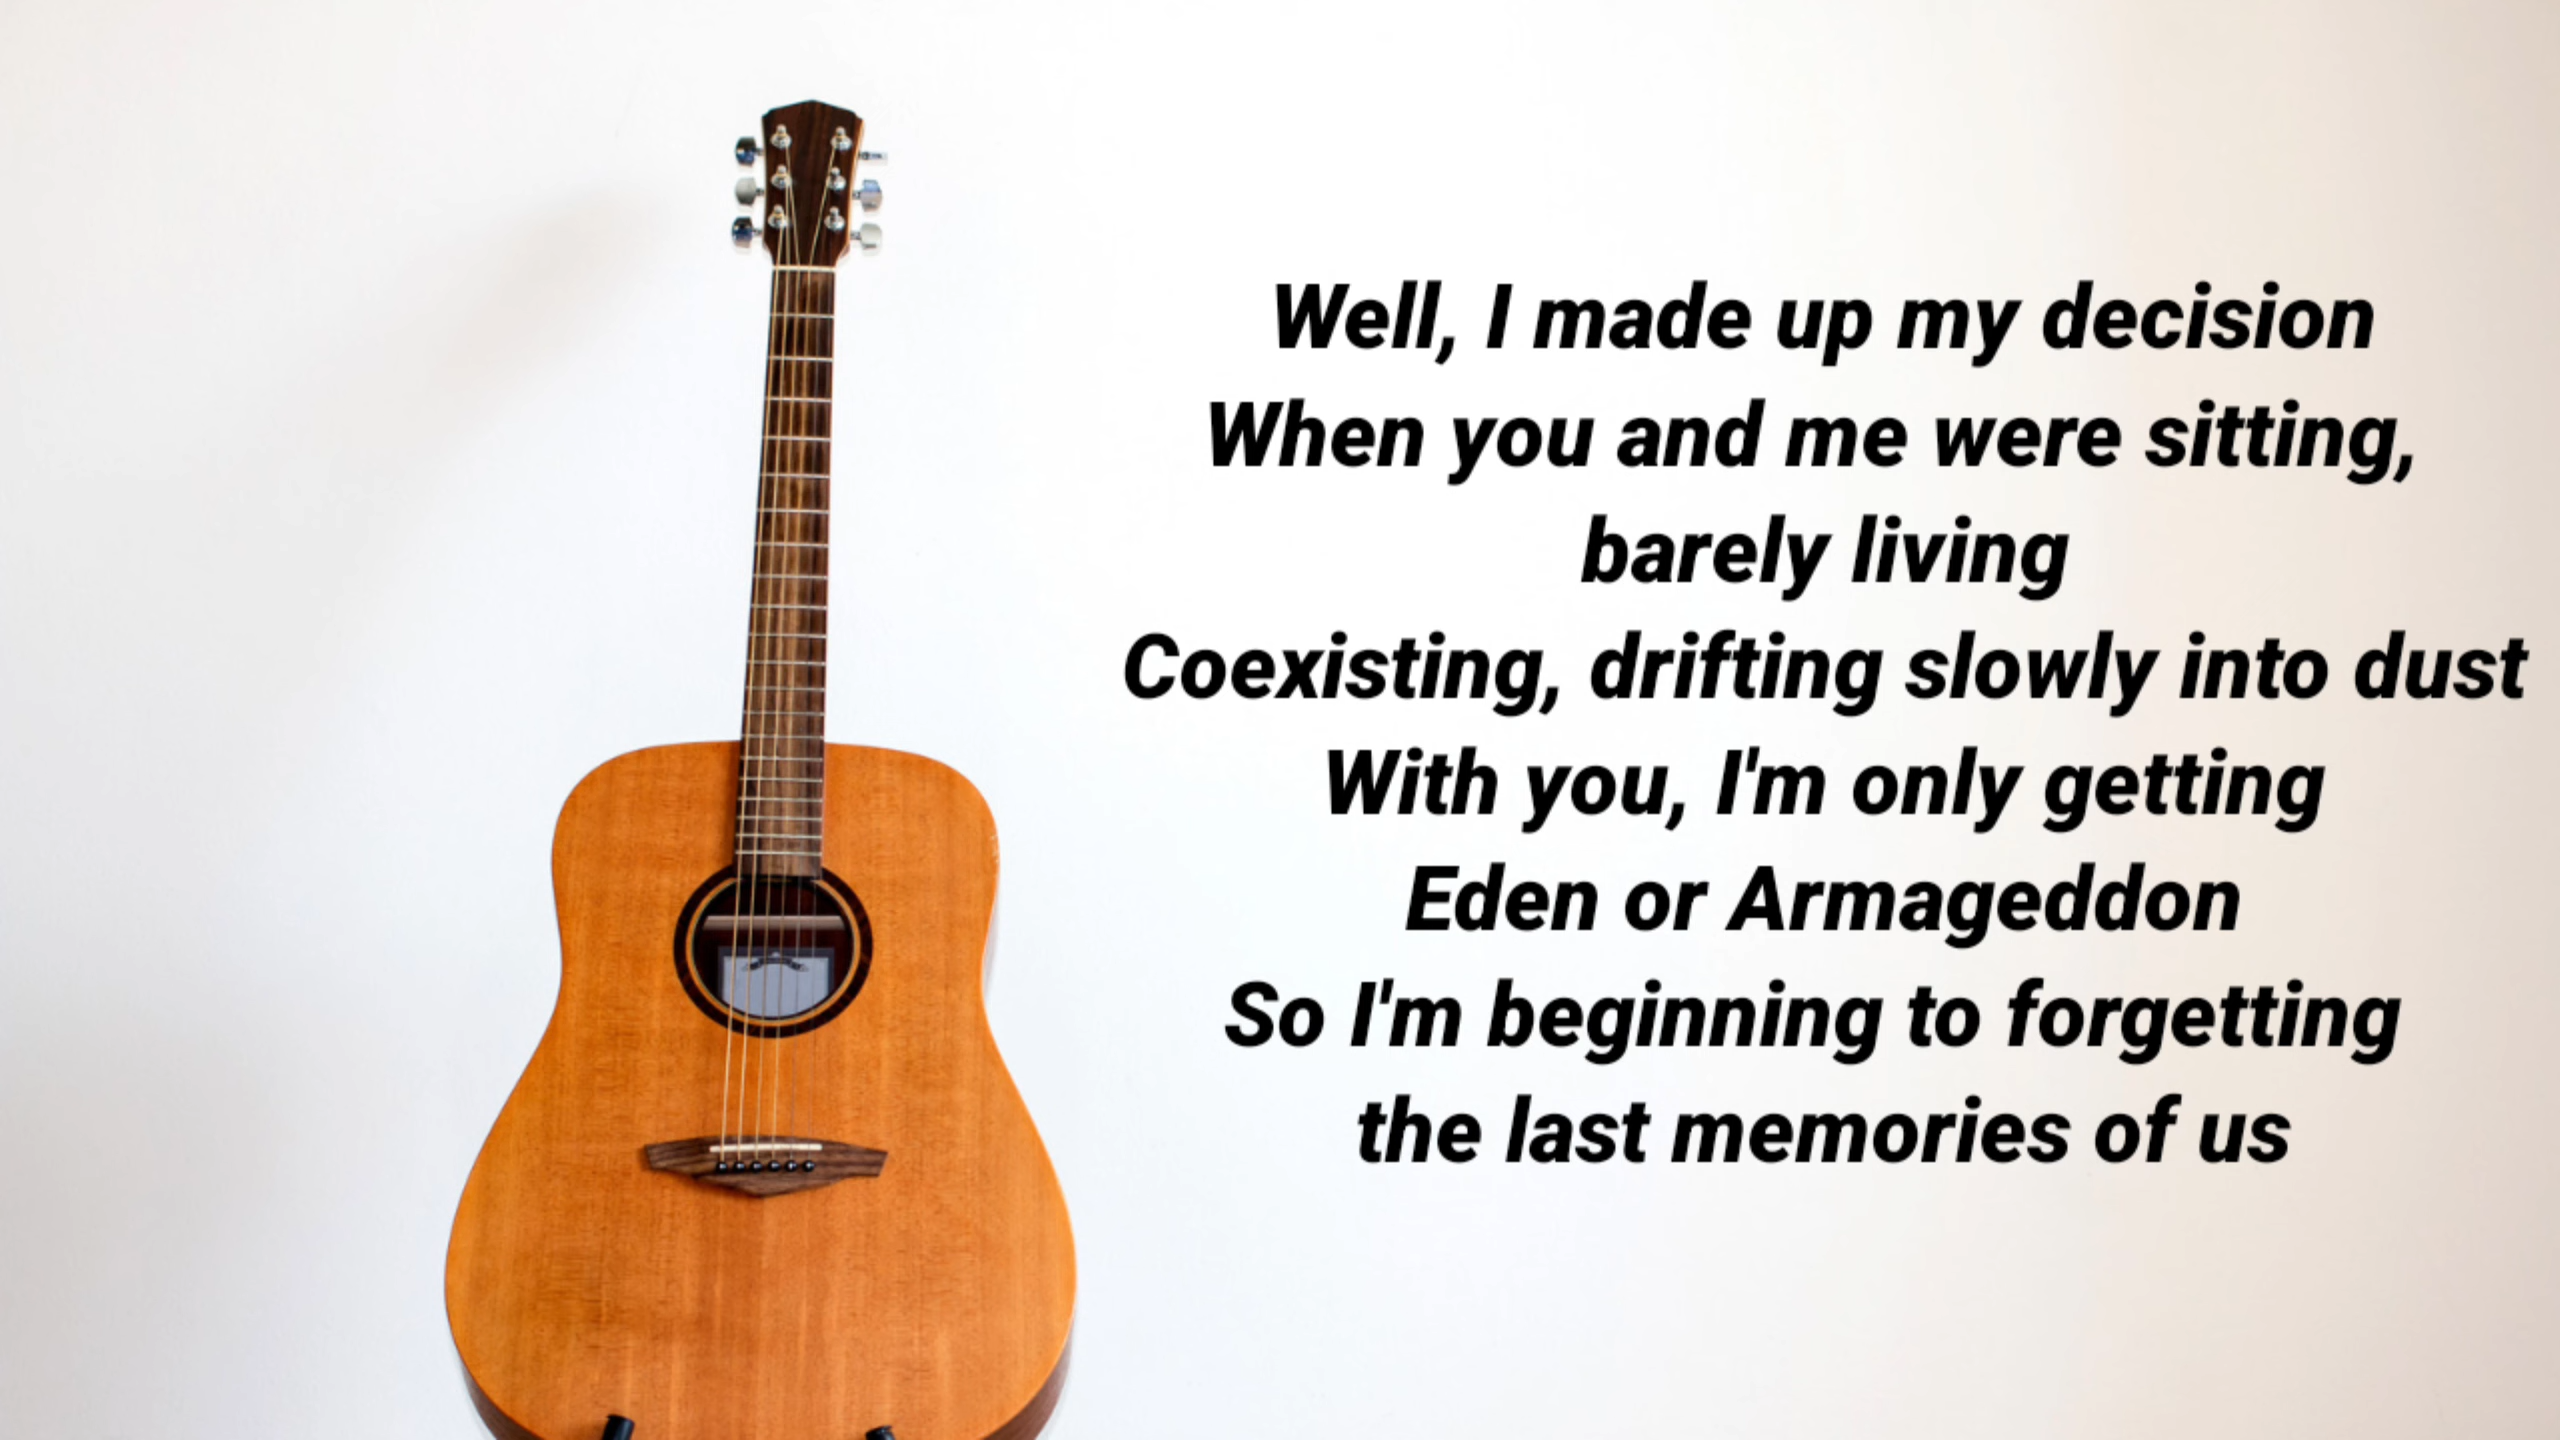 Well, I made up my decision
When you and me were sitting,
barely living
Coexisting, drifting slowly into dust
With you, I'm only getting
Eden or Armageddon
So I'm beginning to forgetting
the last memories of us